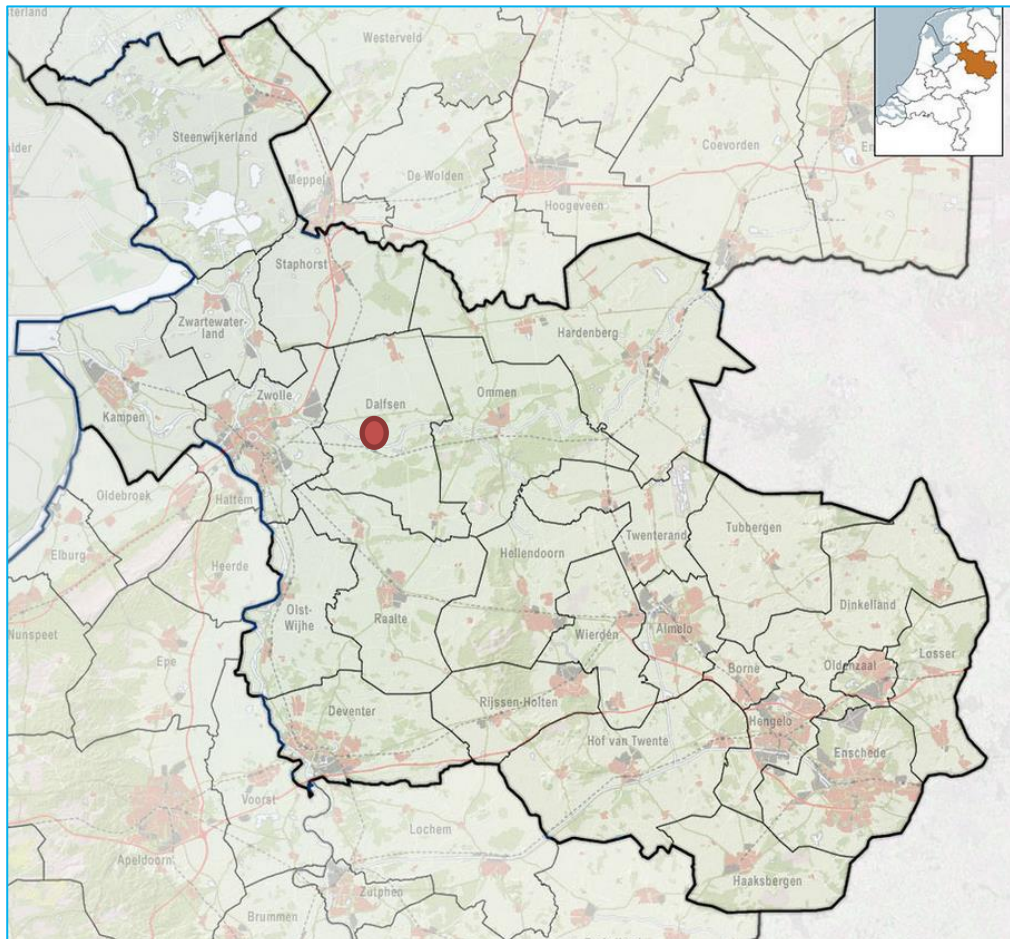 sterland
Westerveld
Steenwijkerland
Coevorden
Meppel
De Wolden
Hoogeveen
Staphorst
Zwartewater-
land
Hardenberg
Kampen
Zwolle
Dalfsen
Ommen
Oldebroek
Hattem
Elburg
Heerde
Hellendoorn
Twenterand
Tubbergen
Dinkelland
Nunspeet
Epe
Olst-
Wijhe
Raalte
Wierden
Almelo
Borne
Oldenzaal
Losser
Deventer
Rijssen-Holten
Hof van Twente
Hengelo
Enschede
Voorst
Lochem
Apeldoorn
Haaksbergen
Zutphen
Brummen